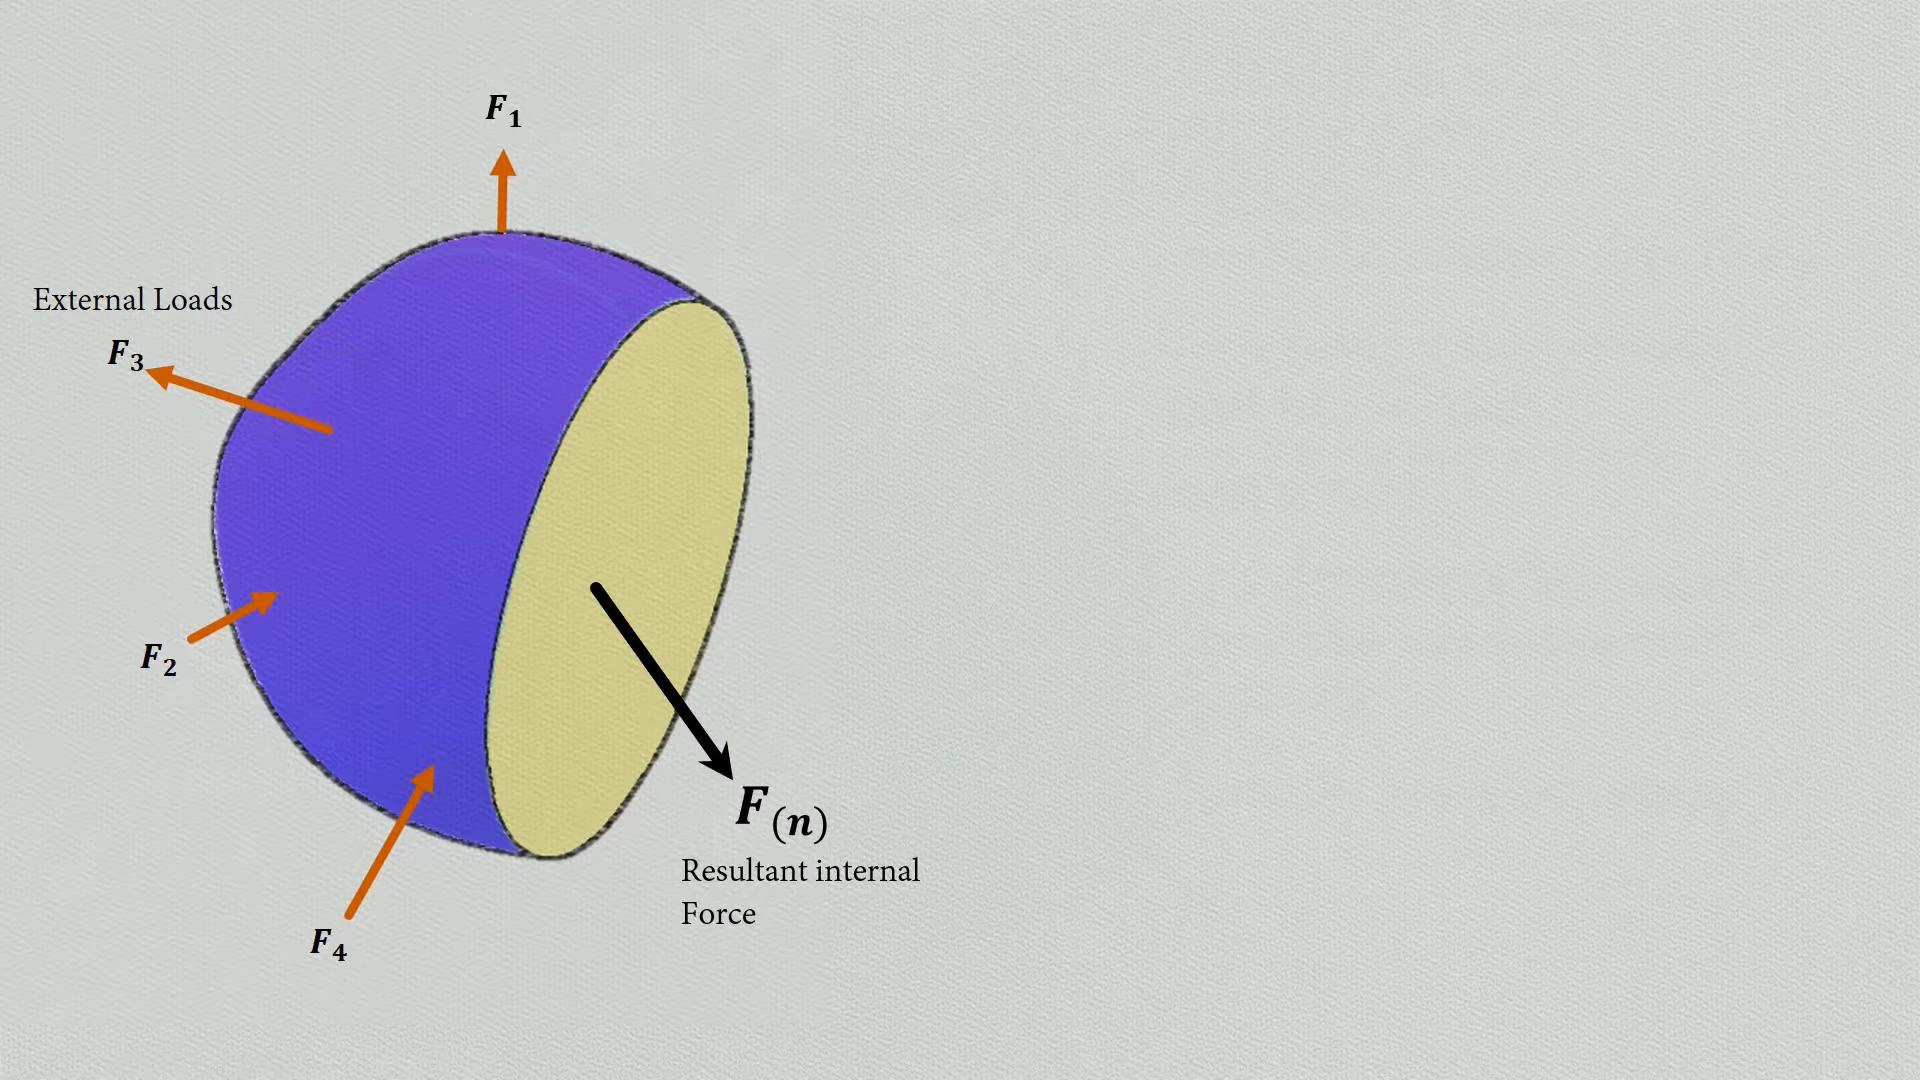 F₁
External Loads
F₃
F₂
F₍n₎
Resultant internal
Force
F₄